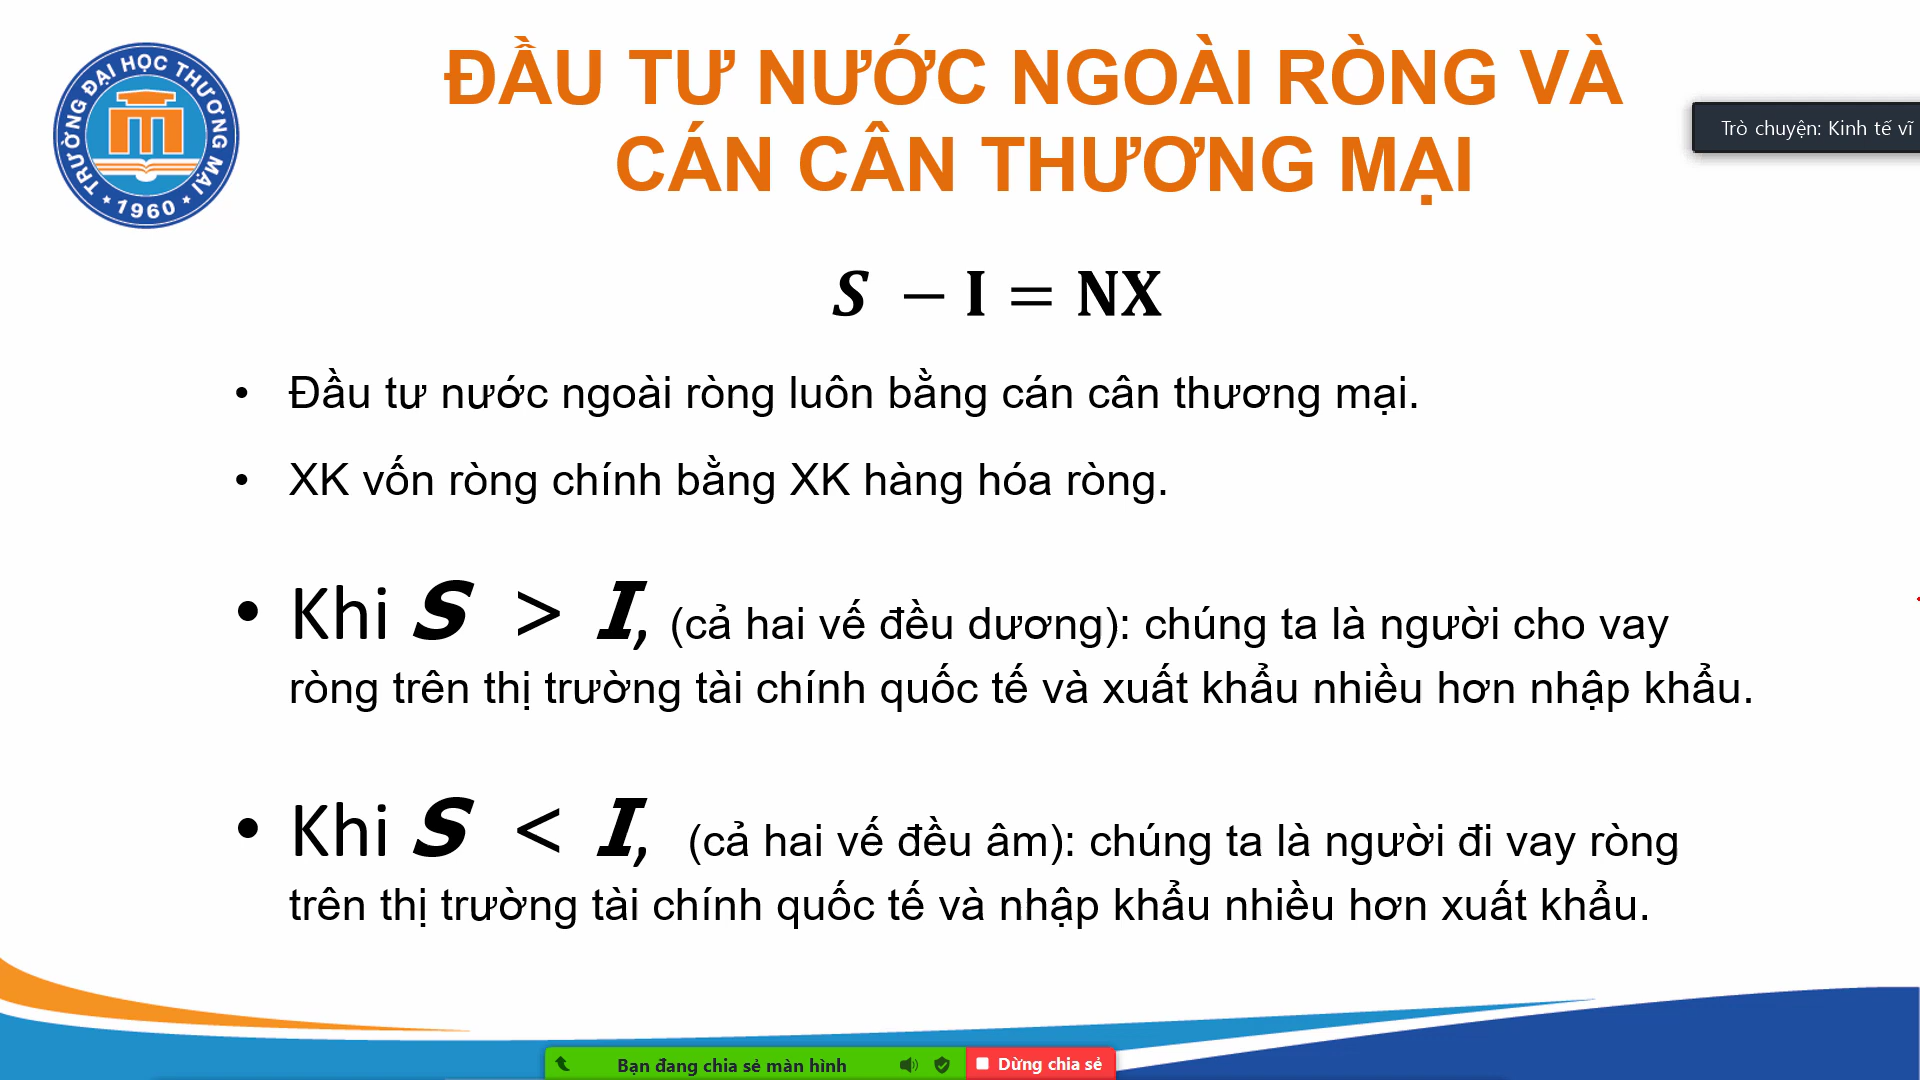 TRƯỜNG ĐẠI HỌC THƯƠNG MẠI
1960
ĐẦU TƯ NƯỚC NGOÀI RÒNG VÀ
CÁN CÂN THƯƠNG MẠI
Trò chuyện: Kinh tế vĩ
S − I = NX
• Đầu tư nước ngoài ròng luôn bằng cán cân thương mại.
• XK vốn ròng chính bằng XK hàng hóa ròng.
• Khi S > I, (cả hai vế đều dương): chúng ta là người cho vay
ròng trên thị trường tài chính quốc tế và xuất khẩu nhiều hơn nhập khẩu.
• Khi S < I, (cả hai vế đều âm): chúng ta là người đi vay ròng
trên thị trường tài chính quốc tế và nhập khẩu nhiều hơn xuất khẩu.
Bạn đang chia sẻ màn hình
Dừng chia sẻ